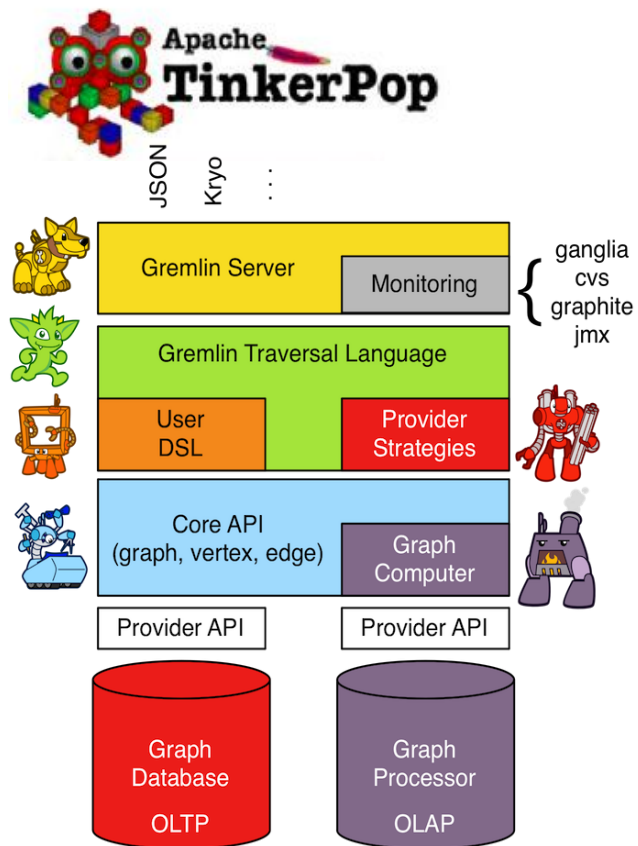 Apache
TinkerPop
JSON
Kryo
. . .
Gremlin Server
Monitoring
ganglia
cvs
graphite
jmx
Gremlin Traversal Language
User
DSL
Provider
Strategies
Core API
(graph, vertex, edge)
Graph
Computer
Provider API
Provider API
Graph
Database
OLTP
Graph
Processor
OLAP